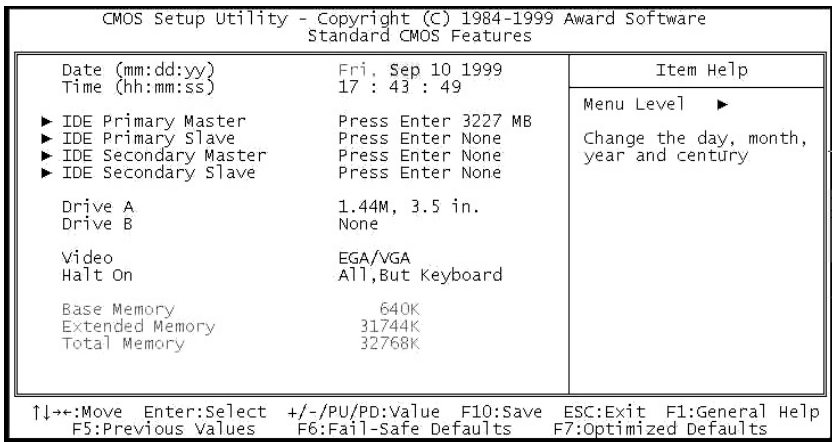 CMOS Setup Utility - Copyright (C) 1984-1999 Award Software
Standard CMOS Features
Date (mm:dd:yy) Fri, Sep 10 1999
Time (hh:mm:ss) 17 : 43 : 49
► IDE Primary Master Press Enter 3227 MB
► IDE Primary Slave Press Enter None
► IDE Secondary Master Press Enter None
► IDE Secondary Slave Press Enter None
Drive A 1.44M, 3.5 in.
Drive B None
Video EGA/VGA
Halt On All,But Keyboard
Base Memory 640K
Extended Memory 31744K
Total Memory 32768K
Item Help
Menu Level ►
Change the day, month,
year and century
↑↓→←:Move Enter:Select +/-/PU/PD:Value F10:Save ESC:Exit F1:General Help
F5:Previous Values F6:Fail-Safe Defaults F7:Optimized Defaults